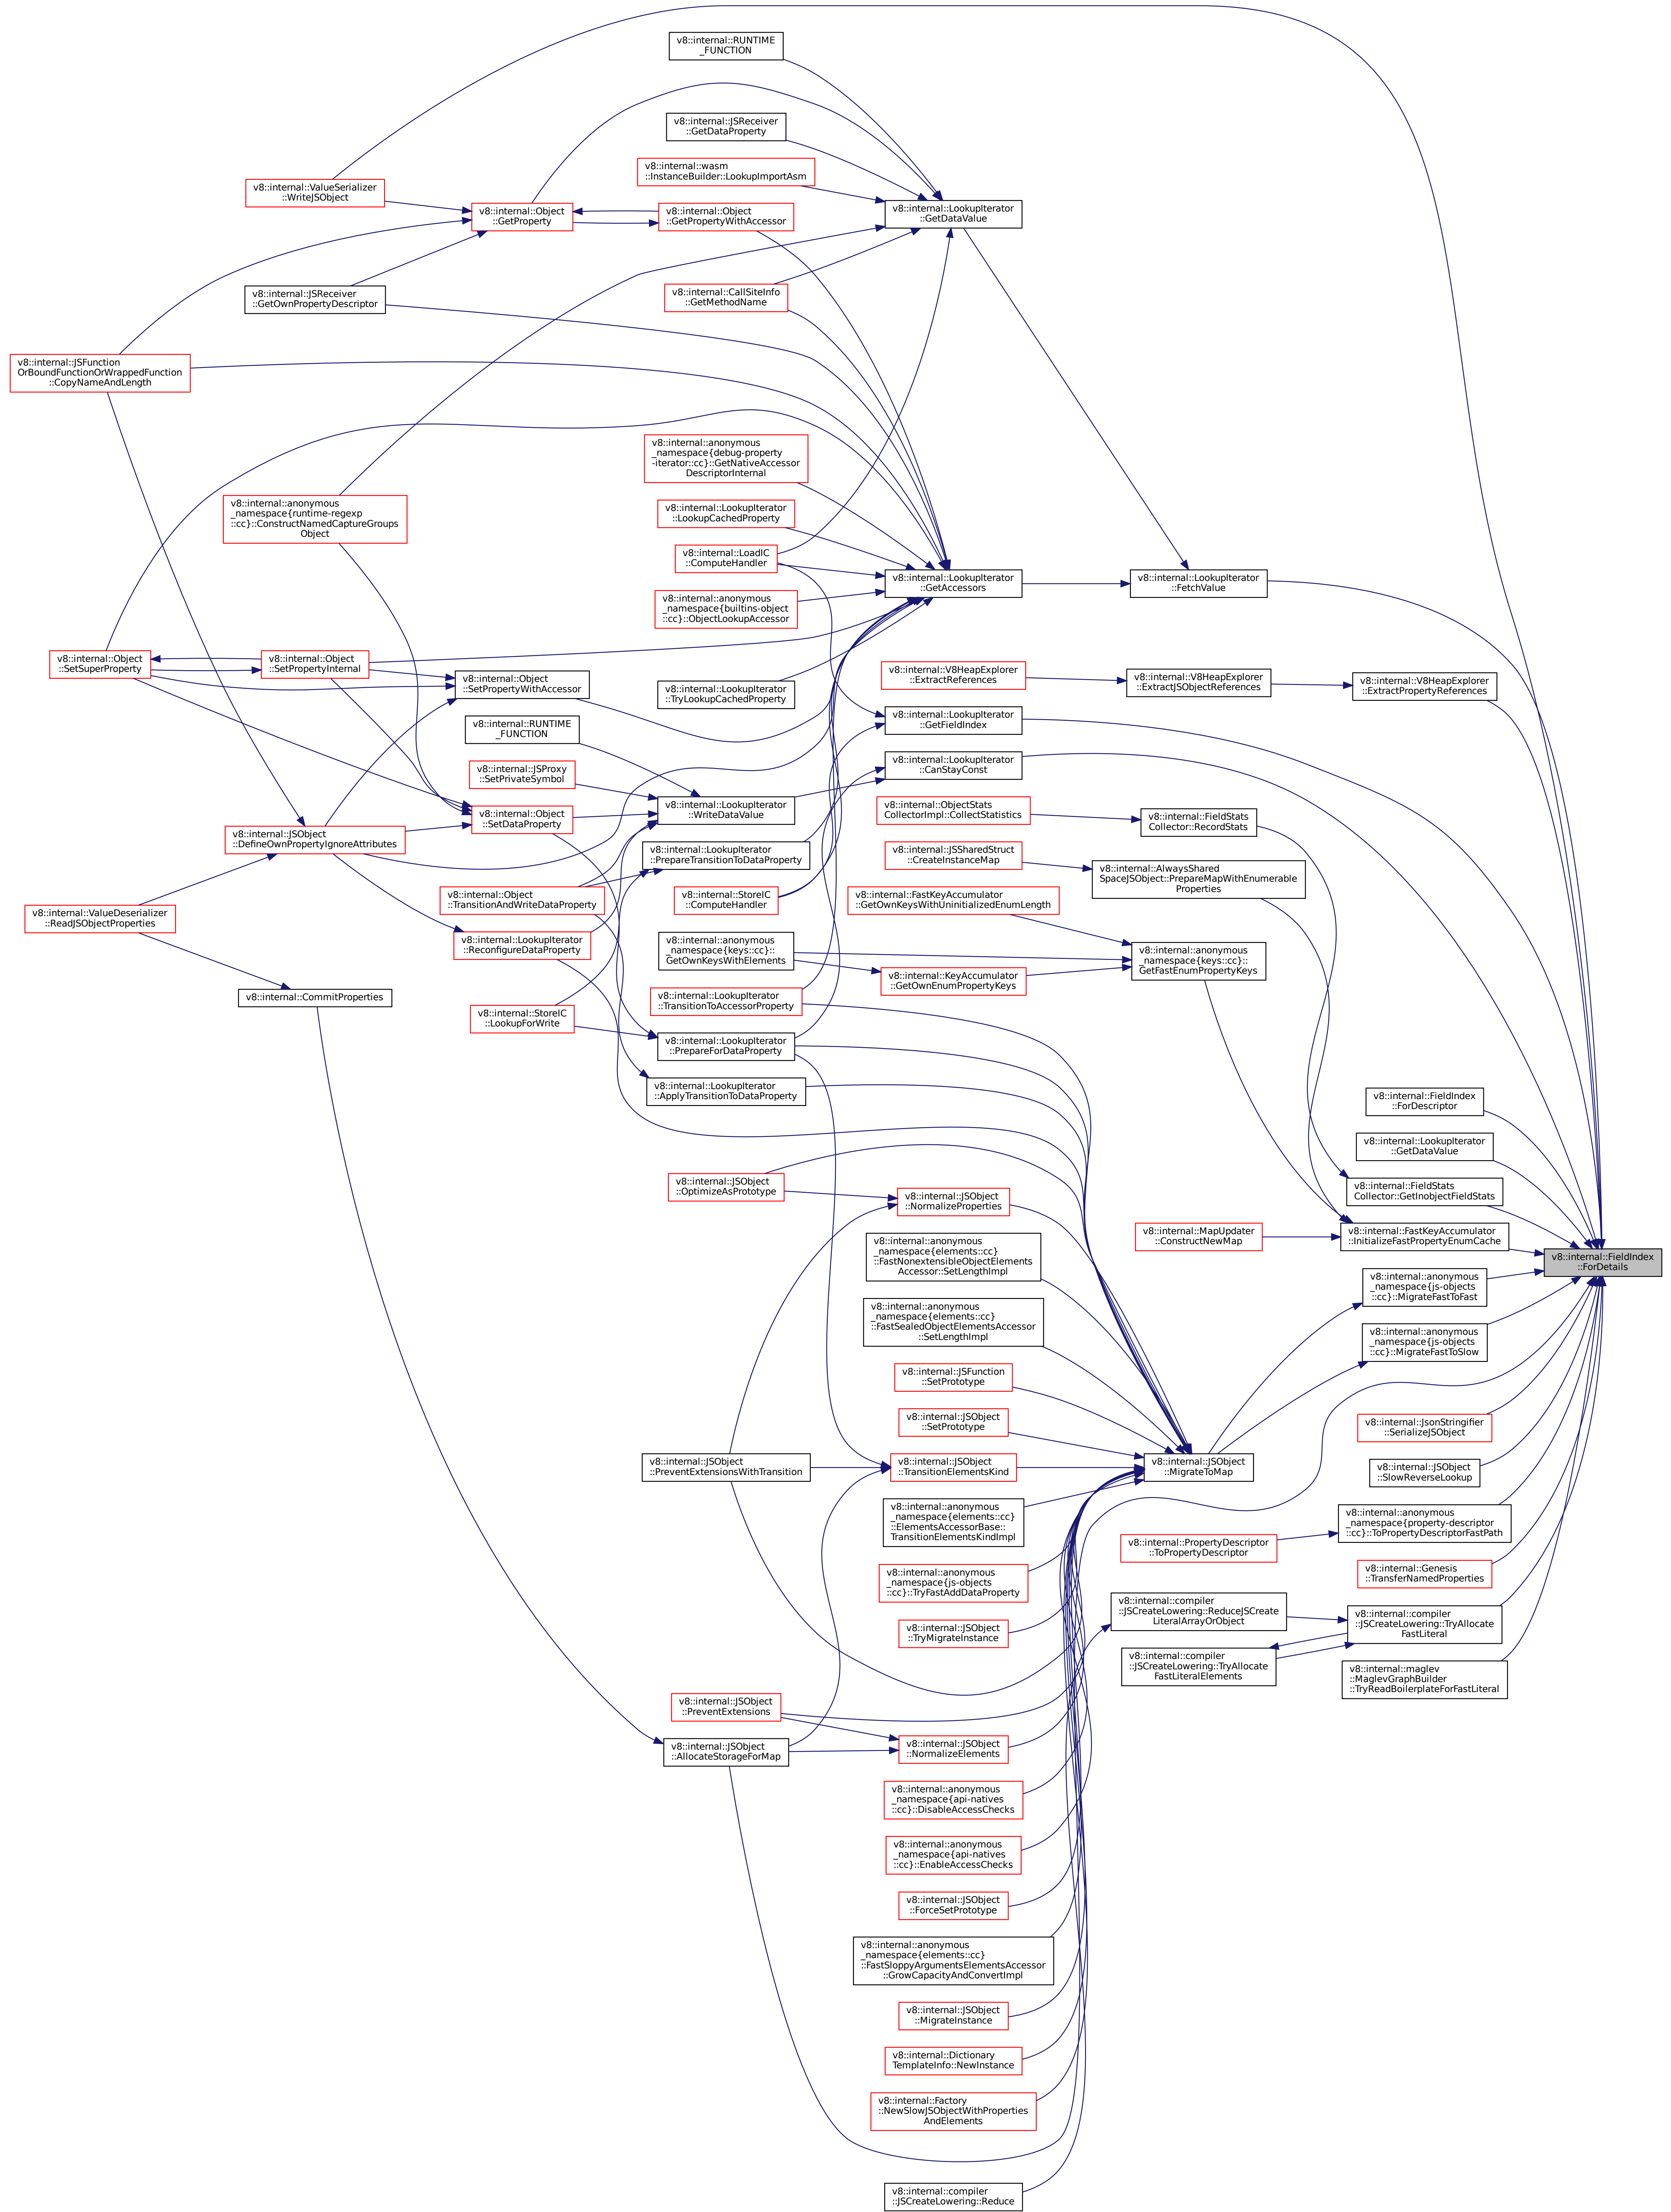 v8::internal::RUNTIME
_FUNCTION
v8::internal::JSReceiver
::GetDataProperty
v8::internal::wasm
::InstanceBuilder::LookupImportAsm
v8::internal::ValueSerializer
::WriteJSObject
v8::internal::Object
::GetProperty
v8::internal::Object
::GetPropertyWithAccessor
v8::internal::LookupIterator
::GetDataValue
v8::internal::JSReceiver
::GetOwnPropertyDescriptor
v8::internal::CallSiteInfo
::GetMethodName
v8::internal::JSFunction
OrBoundFunctionOrWrappedFunction
::CopyNameAndLength
v8::internal::anonymous
_namespace{debug-property
-iterator::cc}::GetNativeAccessor
DescriptorInternal
v8::internal::anonymous
_namespace{runtime-regexp
::cc}::ConstructNamedCaptureGroups
Object
v8::internal::LookupIterator
::LookupCachedProperty
v8::internal::LoadIC
::ComputeHandler
v8::internal::LookupIterator
::GetAccessors
v8::internal::LookupIterator
::FetchValue
v8::internal::anonymous
_namespace{builtins-object
::cc}::ObjectLookupAccessor
v8::internal::Object
::SetSuperProperty
v8::internal::Object
::SetPropertyInternal
v8::internal::Object
::SetPropertyWithAccessor
v8::internal::LookupIterator
::TryLookupCachedProperty
v8::internal::V8HeapExplorer
::ExtractReferences
v8::internal::V8HeapExplorer
::ExtractJSObjectReferences
v8::internal::V8HeapExplorer
::ExtractPropertyReferences
v8::internal::RUNTIME
_FUNCTION
v8::internal::LookupIterator
::GetFieldIndex
v8::internal::JSProxy
::SetPrivateSymbol
v8::internal::LookupIterator
::CanStayConst
v8::internal::Object
::SetDataProperty
v8::internal::LookupIterator
::WriteDataValue
v8::internal::ObjectStats
CollectorImpl::CollectStatistics
v8::internal::FieldStats
Collector::RecordStats
v8::internal::JSObject
::DefineOwnPropertyIgnoreAttributes
v8::internal::LookupIterator
::PrepareTransitionToDataProperty
v8::internal::JSSharedStruct
::CreateInstanceMap
v8::internal::AlwaysShared
SpaceJSObject::PrepareMapWithEnumerable
Properties
v8::internal::Object
::TransitionAndWriteDataProperty
v8::internal::StoreIC
::ComputeHandler
v8::internal::FastKeyAccumulator
::GetOwnKeysWithUninitializedEnumLength
v8::internal::ValueDeserializer
::ReadJSObjectProperties
v8::internal::LookupIterator
::ReconfigureDataProperty
v8::internal::anonymous
_namespace{keys::cc}::
GetOwnKeysWithElements
v8::internal::anonymous
_namespace{keys::cc}::
GetFastEnumPropertyKeys
v8::internal::KeyAccumulator
::GetOwnEnumPropertyKeys
v8::internal::CommitProperties
v8::internal::LookupIterator
::TransitionToAccessorProperty
v8::internal::StoreIC
::LookupForWrite
v8::internal::LookupIterator
::PrepareForDataProperty
v8::internal::LookupIterator
::ApplyTransitionToDataProperty
v8::internal::FieldIndex
::ForDescriptor
v8::internal::LookupIterator
::GetDataValue
v8::internal::JSObject
::OptimizeAsPrototype
v8::internal::JSObject
::NormalizeProperties
v8::internal::FieldStats
Collector::GetInobjectFieldStats
v8::internal::MapUpdater
::ConstructNewMap
v8::internal::FastKeyAccumulator
::InitializeFastPropertyEnumCache
v8::internal::FieldIndex
::ForDetails
v8::internal::anonymous
_namespace{elements::cc}
::FastNonextensibleObjectElements
Accessor::SetLengthImpl
v8::internal::anonymous
_namespace{js-objects
::cc}::MigrateFastToFast
v8::internal::anonymous
_namespace{elements::cc}
::FastSealedObjectElementsAccessor
::SetLengthImpl
v8::internal::anonymous
_namespace{js-objects
::cc}::MigrateFastToSlow
v8::internal::JSFunction
::SetPrototype
v8::internal::JSObject
::SetPrototype
v8::internal::JsonStringifier
::SerializeJSObject
v8::internal::JSObject
::PreventExtensionsWithTransition
v8::internal::JSObject
::TransitionElementsKind
v8::internal::JSObject
::MigrateToMap
v8::internal::JSObject
::SlowReverseLookup
v8::internal::anonymous
_namespace{elements::cc}
::ElementsAccessorBase::
TransitionElementsKindImpl
v8::internal::anonymous
_namespace{property-descriptor
::cc}::ToPropertyDescriptorFastPath
v8::internal::PropertyDescriptor
::ToPropertyDescriptor
v8::internal::anonymous
_namespace{js-objects
::cc}::TryFastAddDataProperty
v8::internal::Genesis
::TransferNamedProperties
v8::internal::JSObject
::TryMigrateInstance
v8::internal::compiler
::JSCreateLowering::ReduceJSCreate
LiteralArrayOrObject
v8::internal::compiler
::JSCreateLowering::TryAllocate
FastLiteral
v8::internal::compiler
::JSCreateLowering::TryAllocate
FastLiteralElements
v8::internal::maglev
::MaglevGraphBuilder
::TryReadBoilerplateForFastLiteral
v8::internal::JSObject
::PreventExtensions
v8::internal::JSObject
::AllocateStorageForMap
v8::internal::JSObject
::NormalizeElements
v8::internal::anonymous
_namespace{api-natives
::cc}::DisableAccessChecks
v8::internal::anonymous
_namespace{api-natives
::cc}::EnableAccessChecks
v8::internal::JSObject
::ForceSetPrototype
v8::internal::anonymous
_namespace{elements::cc}
::FastSloppyArgumentsElementsAccessor
::GrowCapacityAndConvertImpl
v8::internal::JSObject
::MigrateInstance
v8::internal::Dictionary
TemplateInfo::NewInstance
v8::internal::Factory
::NewSlowJSObjectWithProperties
AndElements
v8::internal::compiler
::JSCreateLowering::Reduce